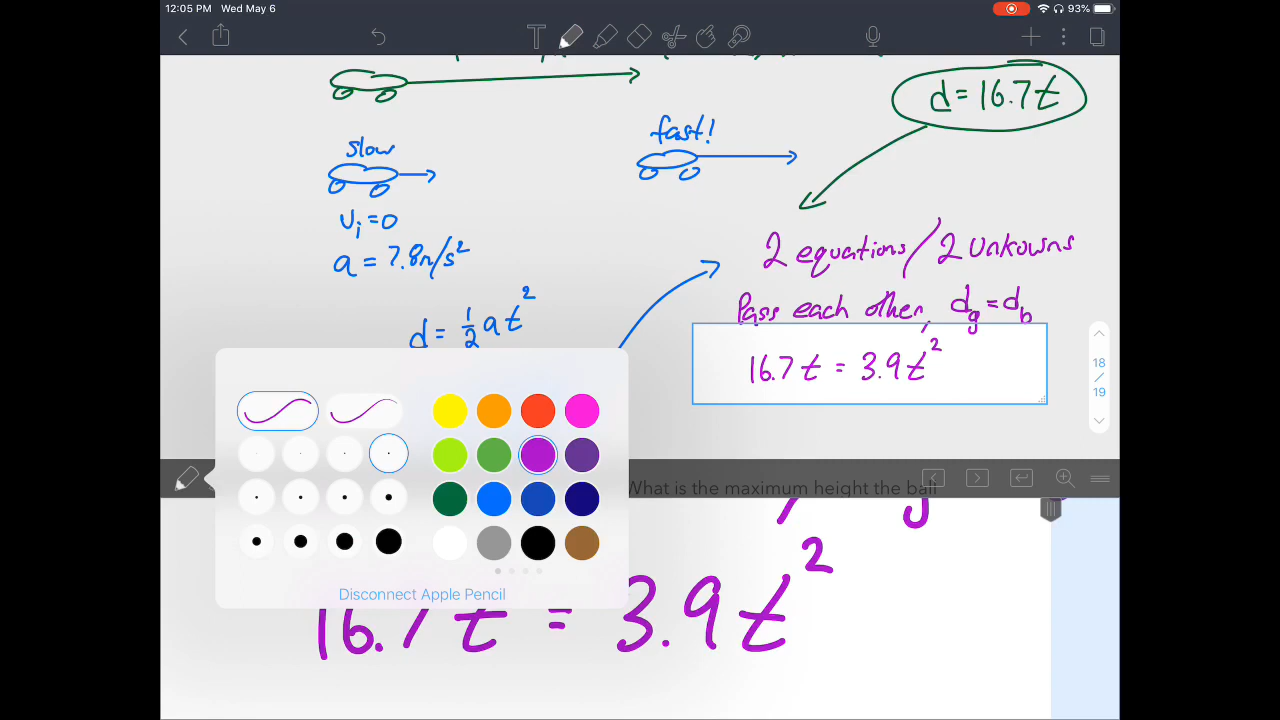 12:05 PM Wed May 6
93%
T
d = 16.7t
slow
fast!
vi = 0
a = 7.8m/s²
d = ½at²
2 equations / 2 Unkowns
Pass each other, dg = db
16.7t = 3.9t²
18
/
19
What is the maximum height the ball
g
16.7t = 3.9t²
Disconnect Apple Pencil